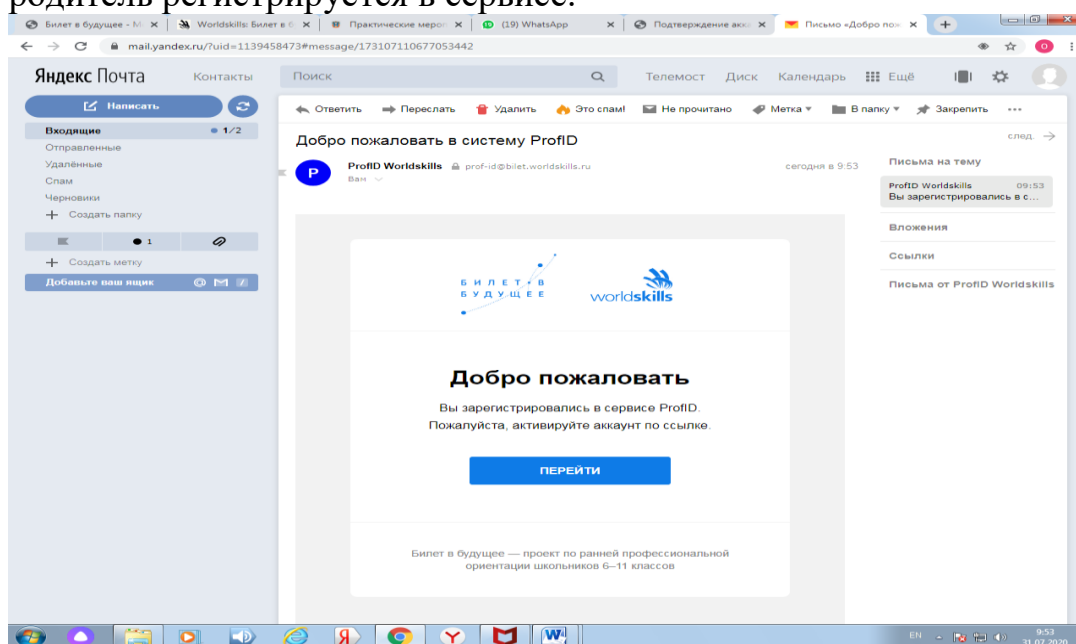 родитель регистрируется в сервисе.
Билет в будущее - М
Worldskills: Билет в б
Практические мероп
(19) WhatsApp
Подтверждение акк
Письмо «Добро пож
mail.yandex.ru/?uid=1139458473#message/173107110677053442
Яндекс Почта
Контакты
Поиск
Телемост Диск Календарь Ещё
Написать
Ответить Переслать Удалить Это спам! Не прочитано Метка В папку Закрепить ...
Входящие 1/2
Отправленные
Удалённые
Спам
Черновики
+ Создать папку
1
+ Создать метку
Добавьте ваш ящик
Добро пожаловать в систему ProfID
след.
ProfID Worldskills prof-id@bilet.worldskills.ru сегодня в 9:53
Вам
Письма на тему
ProfID Worldskills 09:53
Вы зарегистрировались в с...
Вложения
Ссылки
Письма от ProfID Worldskills
БИЛЕТ В
БУДУЩЕЕ
worldskills
Добро пожаловать
Вы зарегистрировались в сервисе ProfID.
Пожалуйста, активируйте аккаунт по ссылке.
ПЕРЕЙТИ
Билет в будущее — проект по ранней профессиональной
ориентации школьников 6–11 классов
EN
9:53
31.07.2020